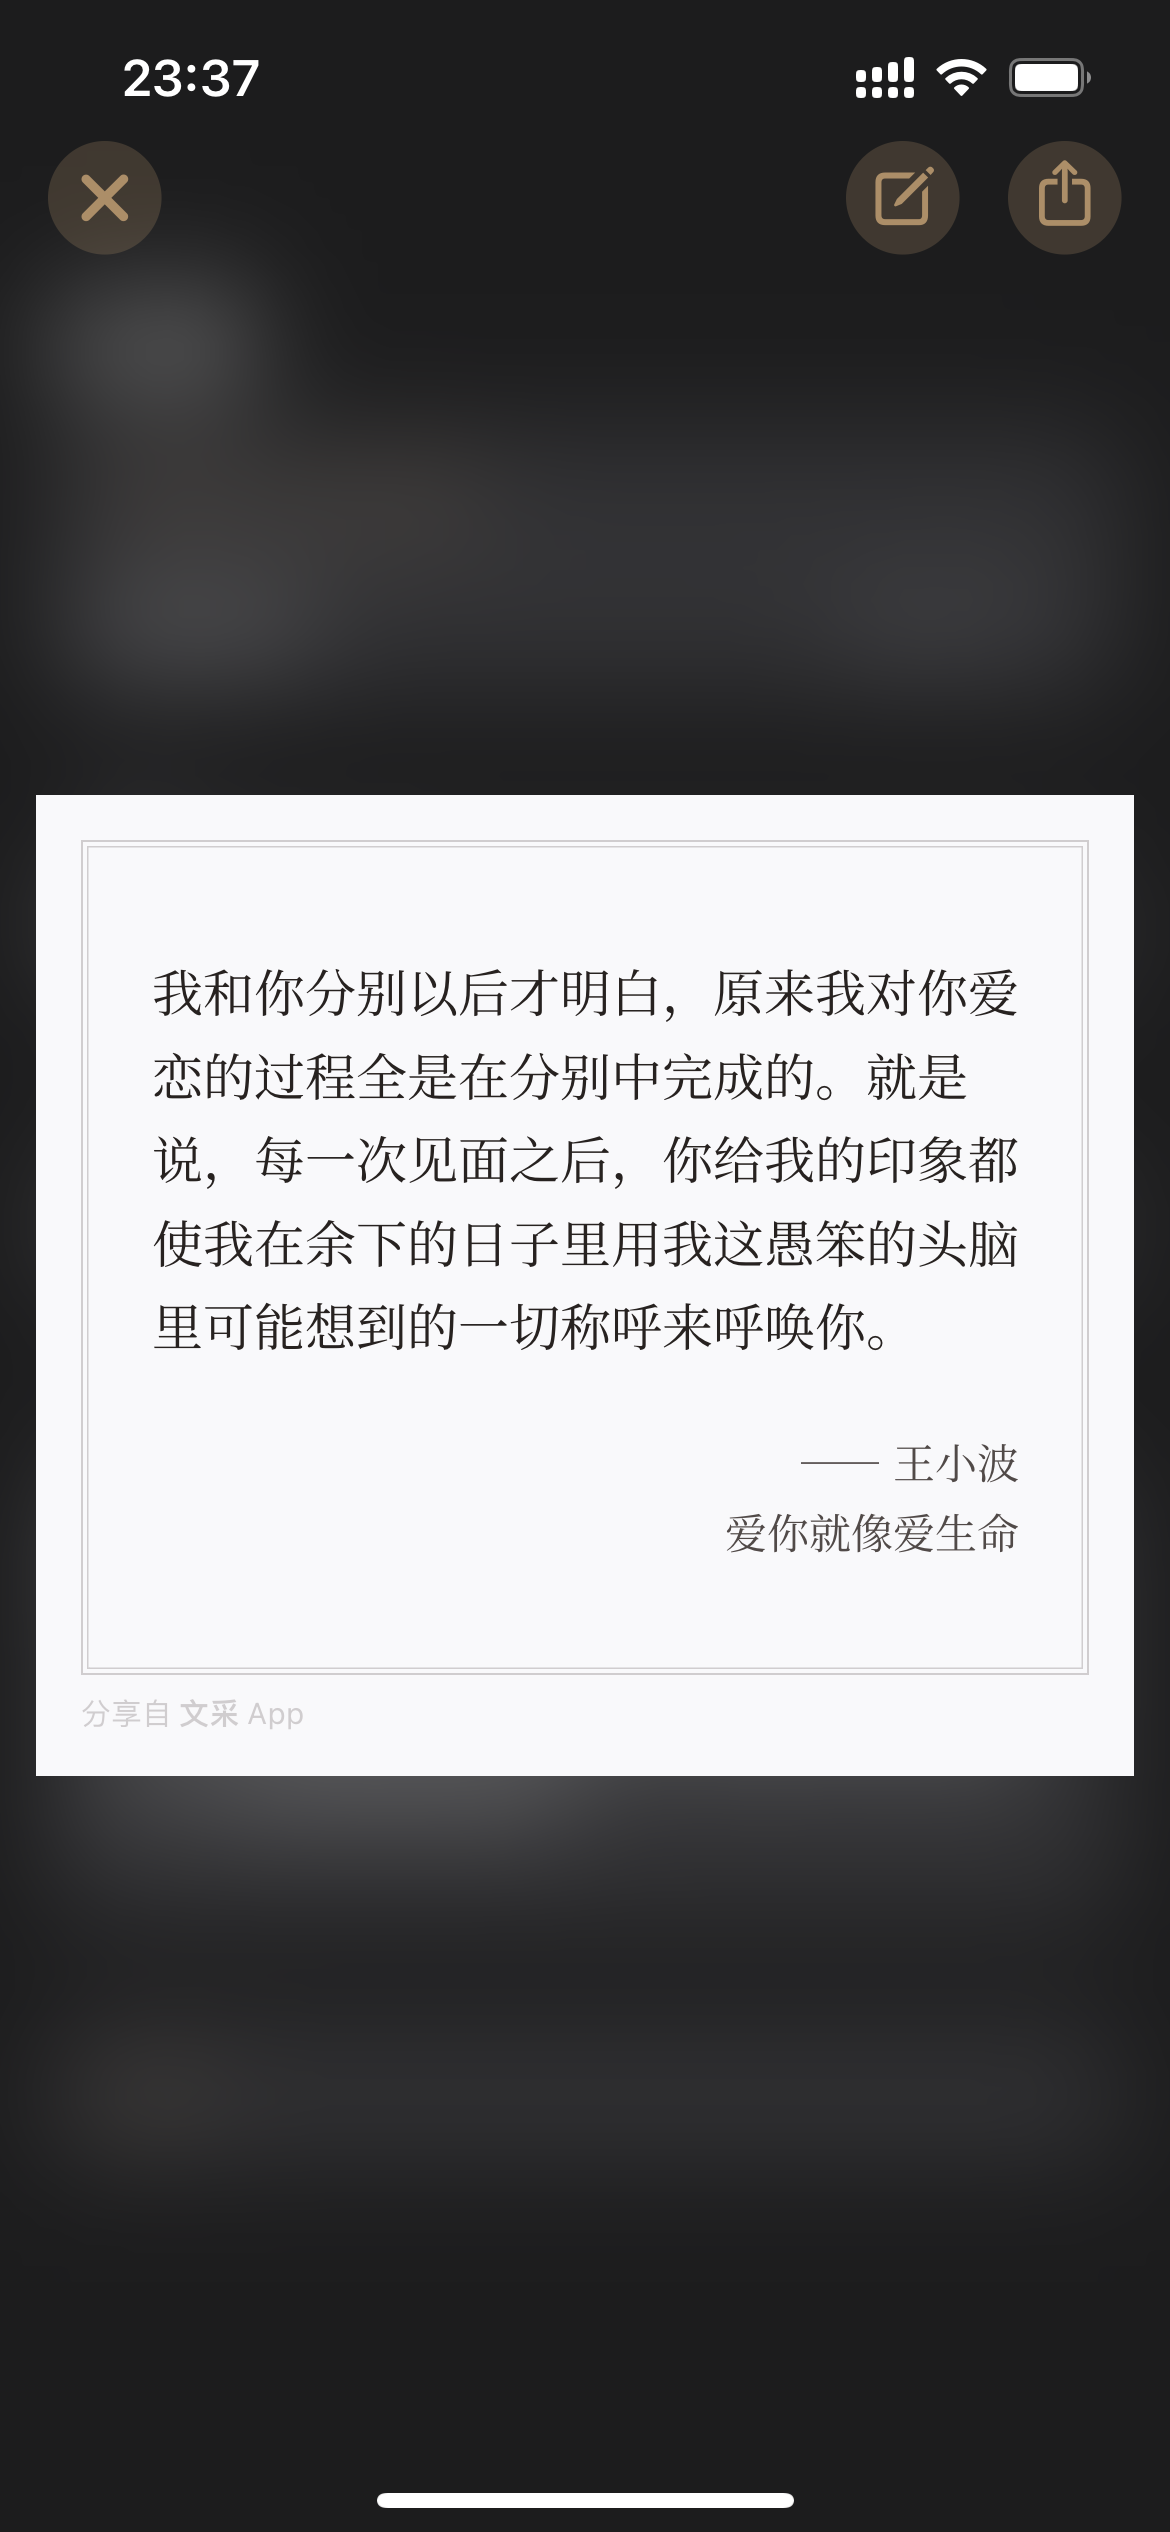 23:37
我和你分别以后才明白，原来我对你爱
恋的过程全是在分别中完成的。就是
说，每一次见面之后，你给我的印象都
使我在余下的日子里用我这愚笨的头脑
里可能想到的一切称呼来呼唤你。
—— 王小波
爱你就像爱生命
分享自 文采 App